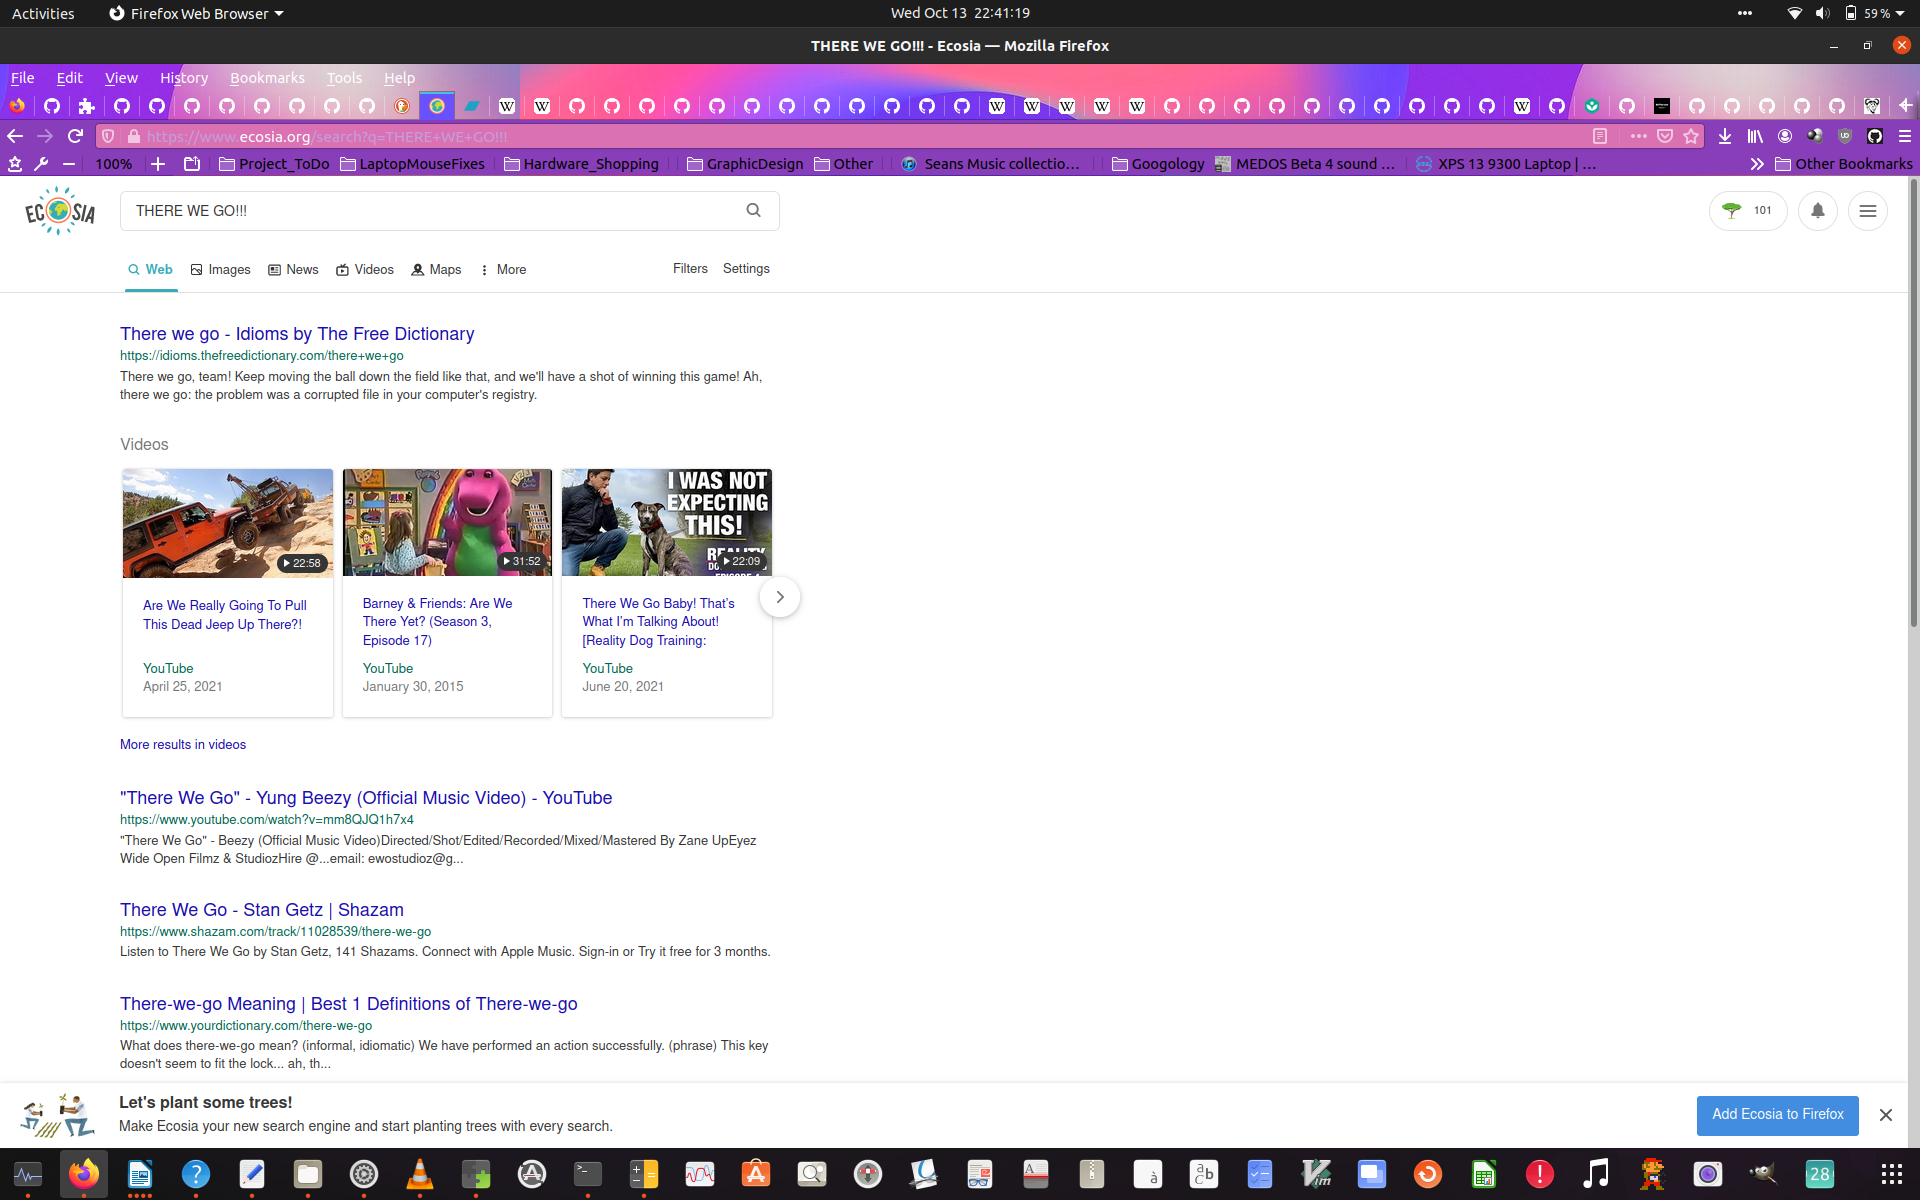 Activities
Firefox Web Browser
Wed Oct 13 22:41:19
59 %
THERE WE GO!!! - Ecosia — Mozilla Firefox
File Edit View History Bookmarks Tools Help
https://www.ecosia.org/search?q=THERE+WE+GO!!!
100%
Project_ToDo
LaptopMouseFixes
Hardware_Shopping
GraphicDesign
Other
Seans Music collectio…
Googology
MEDOS Beta 4 sound …
XPS 13 9300 Laptop | …
Other Bookmarks
ECOSIA
THERE WE GO!!!
101
Web
Images
News
Videos
Maps
More
Filters
Settings
There we go - Idioms by The Free Dictionary
https://idioms.thefreedictionary.com/there+we+go
There we go, team! Keep moving the ball down the field like that, and we'll have a shot of winning this game! Ah,
there we go: the problem was a corrupted file in your computer's registry.
Videos
22:58
Are We Really Going To Pull
This Dead Jeep Up There?!
YouTube
April 25, 2021
31:52
Barney & Friends: Are We
There Yet? (Season 3,
Episode 17)
YouTube
January 30, 2015
I WAS NOT
EXPECTING
THIS!
REALITY
22:09
There We Go Baby! That's
What I'm Talking About!
[Reality Dog Training:
YouTube
June 20, 2021
More results in videos
"There We Go" - Yung Beezy (Official Music Video) - YouTube
https://www.youtube.com/watch?v=mm8QJQ1h7x4
"There We Go" - Beezy (Official Music Video)Directed/Shot/Edited/Recorded/Mixed/Mastered By Zane UpEyez
Wide Open Filmz & StudiozHire @...email: ewostudioz@g...
There We Go - Stan Getz | Shazam
https://www.shazam.com/track/11028539/there-we-go
Listen to There We Go by Stan Getz, 141 Shazams. Connect with Apple Music. Sign-in or Try it free for 3 months.
There-we-go Meaning | Best 1 Definitions of There-we-go
https://www.yourdictionary.com/there-we-go
What does there-we-go mean? (informal, idiomatic) We have performed an action successfully. (phrase) This key
doesn't seem to fit the lock... ah, th...
Let's plant some trees!
Make Ecosia your new search engine and start planting trees with every search.
Add Ecosia to Firefox
28